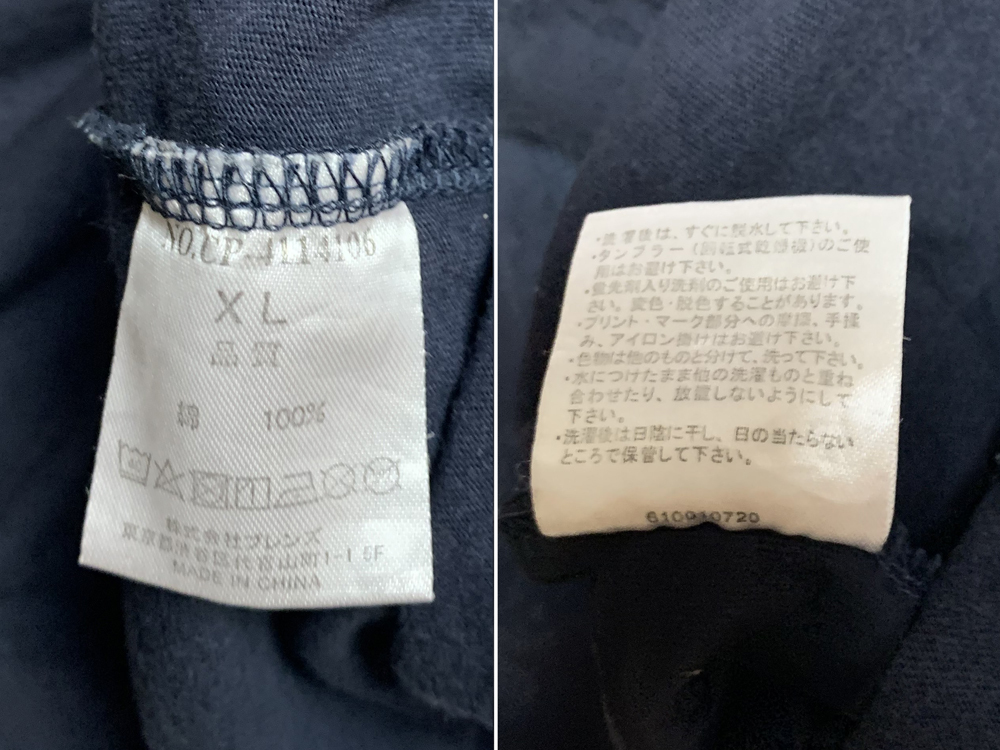 NO.CP-4114106
XL
品質
綿 100%
40
株式会社ブレンド
東京都渋谷区代官山町1-1 5F
MADE IN CHINA
・洗濯後は、すぐに脱水して下さい。
・タンブラー(回転式乾燥機)のご使
用はお避け下さい。
・蛍光剤入り洗剤のご使用はお避け下
さい。変色・脱色することがあります。
・プリント・マーク部分への摩擦、手揉
み、アイロン掛けはお避け下さい。
・色物は他のものと分けて、洗って下さい。
・水につけたまま他の洗濯ものと重ね
合わせたり、放置しないようにして
下さい。
・洗濯後は日陰に干し、日の当たらない
ところで保管して下さい。
610910720